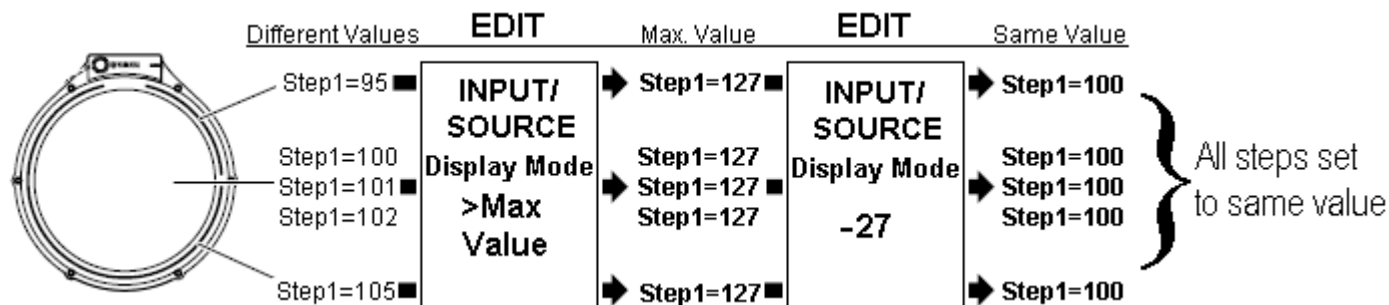 Different Values EDIT Max. Value EDIT Same Value
Step1=95 Step1=127 Step1=100
INPUT/
SOURCE
Display Mode
>Max
Value
INPUT/
SOURCE
Display Mode
-27
Step1=100 Step1=127 Step1=100
Step1=101 Step1=127 Step1=100
Step1=102 Step1=127 Step1=100
Step1=105 Step1=127 Step1=100
All steps set
to same value